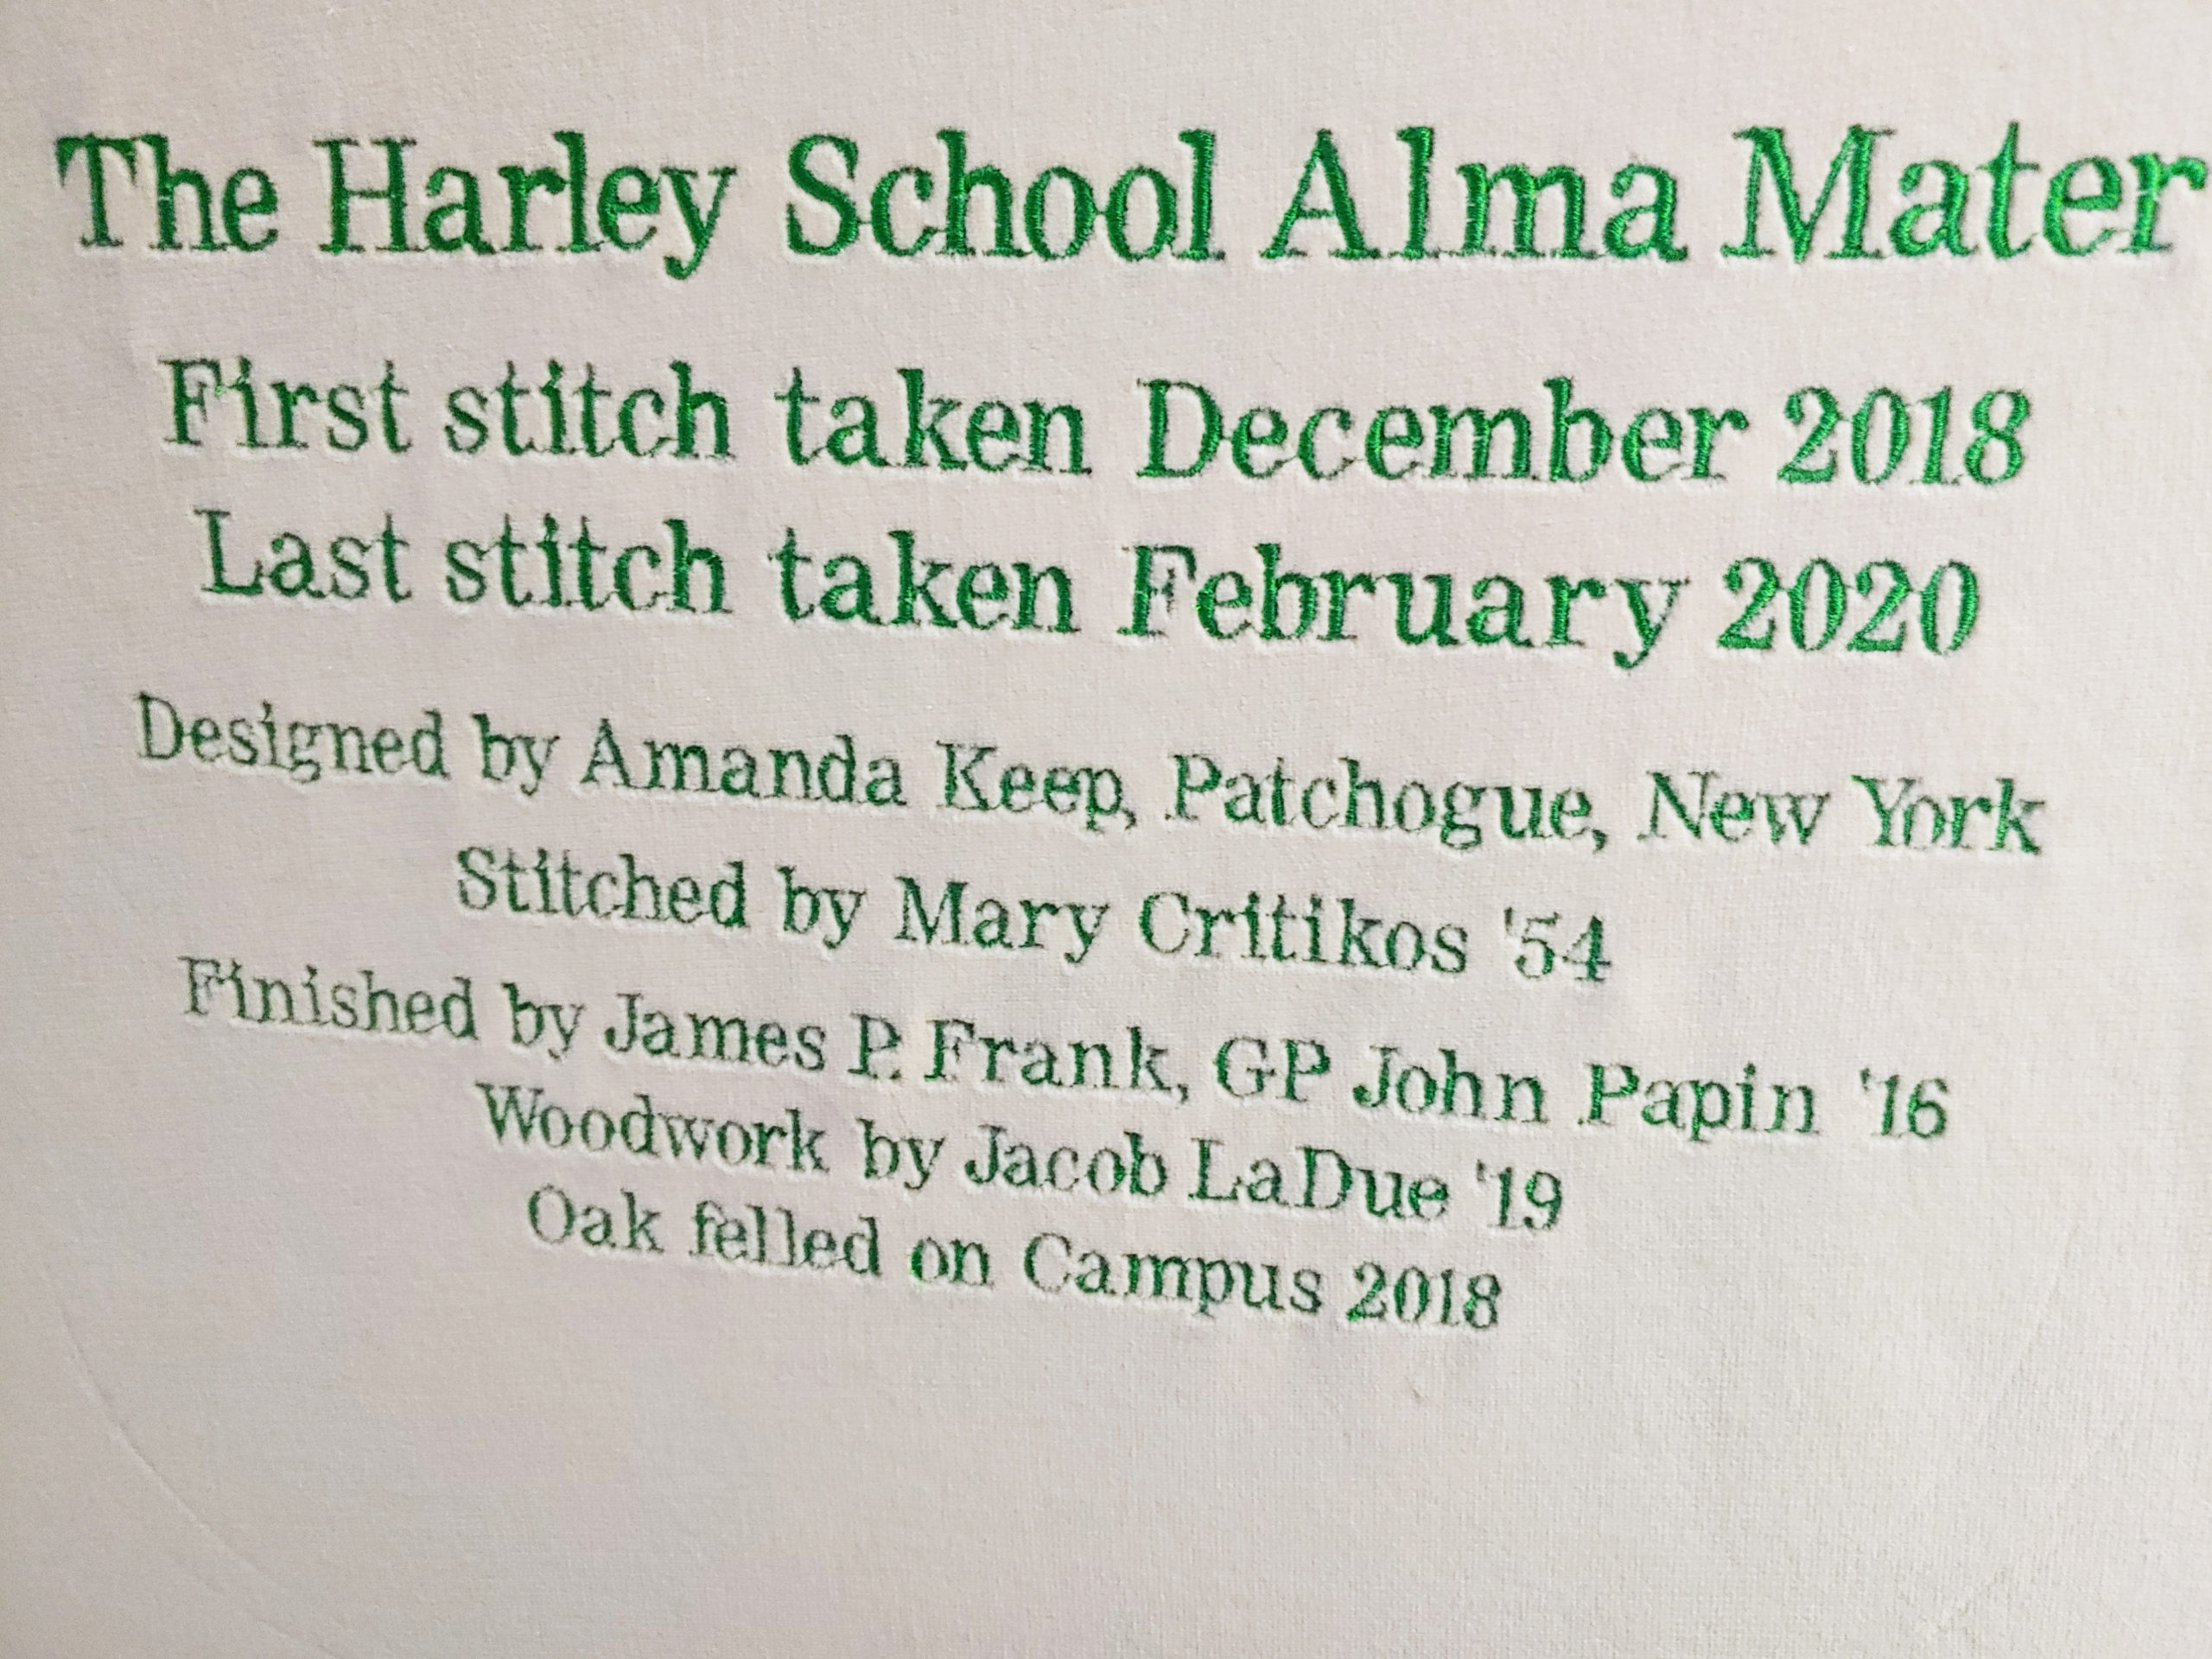 The Harley School Alma Mater
First stitch taken December 2018
Last stitch taken February 2020
Designed by Amanda Keep, Patchogue, New York
Stitched by Mary Critikos '54
Finished by James P. Frank, GP John Papin '16
Woodwork by Jacob LaDue '19
Oak felled on Campus 2018